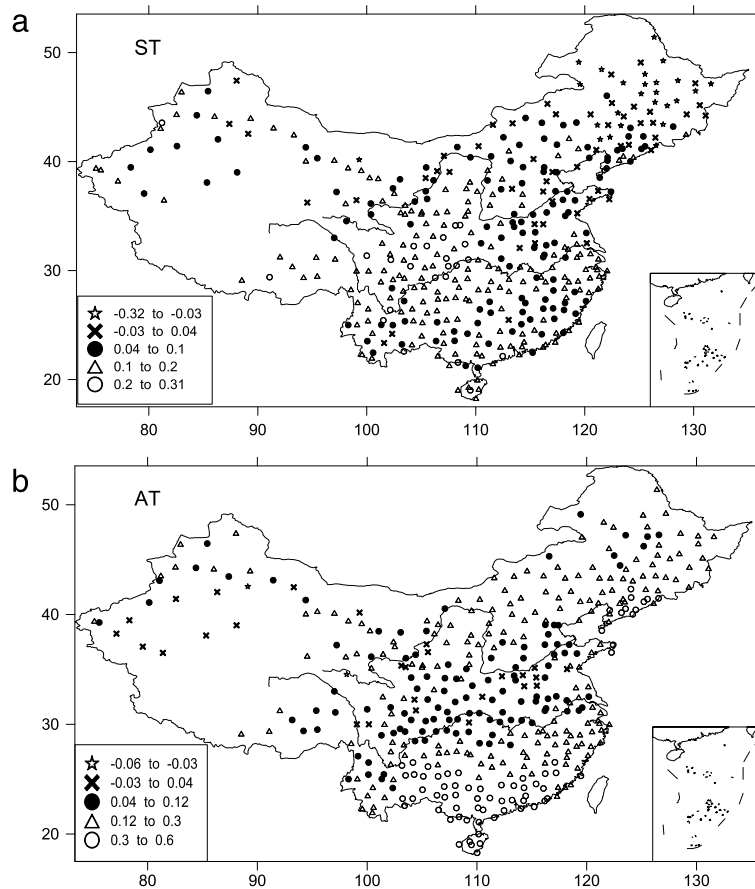 a
ST
50
40
30
20
-0.32 to -0.03
-0.03 to 0.04
0.04 to 0.1
0.1 to 0.2
0.2 to 0.31
80 90 100 110 120 130
b
AT
50
40
30
20
-0.06 to -0.03
-0.03 to 0.04
0.04 to 0.12
0.12 to 0.3
0.3 to 0.6
80 90 100 110 120 130